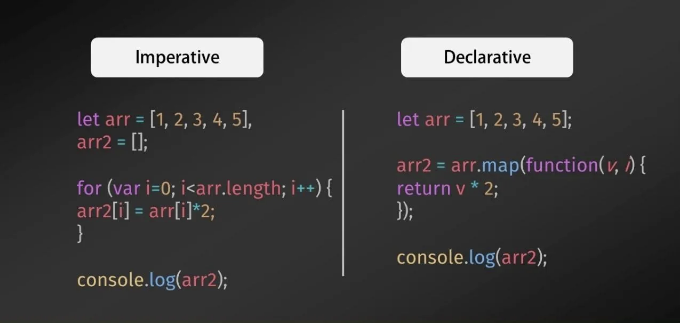 Imperative
let arr = [1, 2, 3, 4, 5],
arr2 = [];
for (var i=0; i<arr.length; i++) {
arr2[i] = arr[i]*2;
}
console.log(arr2);
Declarative
let arr = [1, 2, 3, 4, 5];
arr2 = arr.map(function(v, i) {
return v * 2;
});
console.log(arr2);